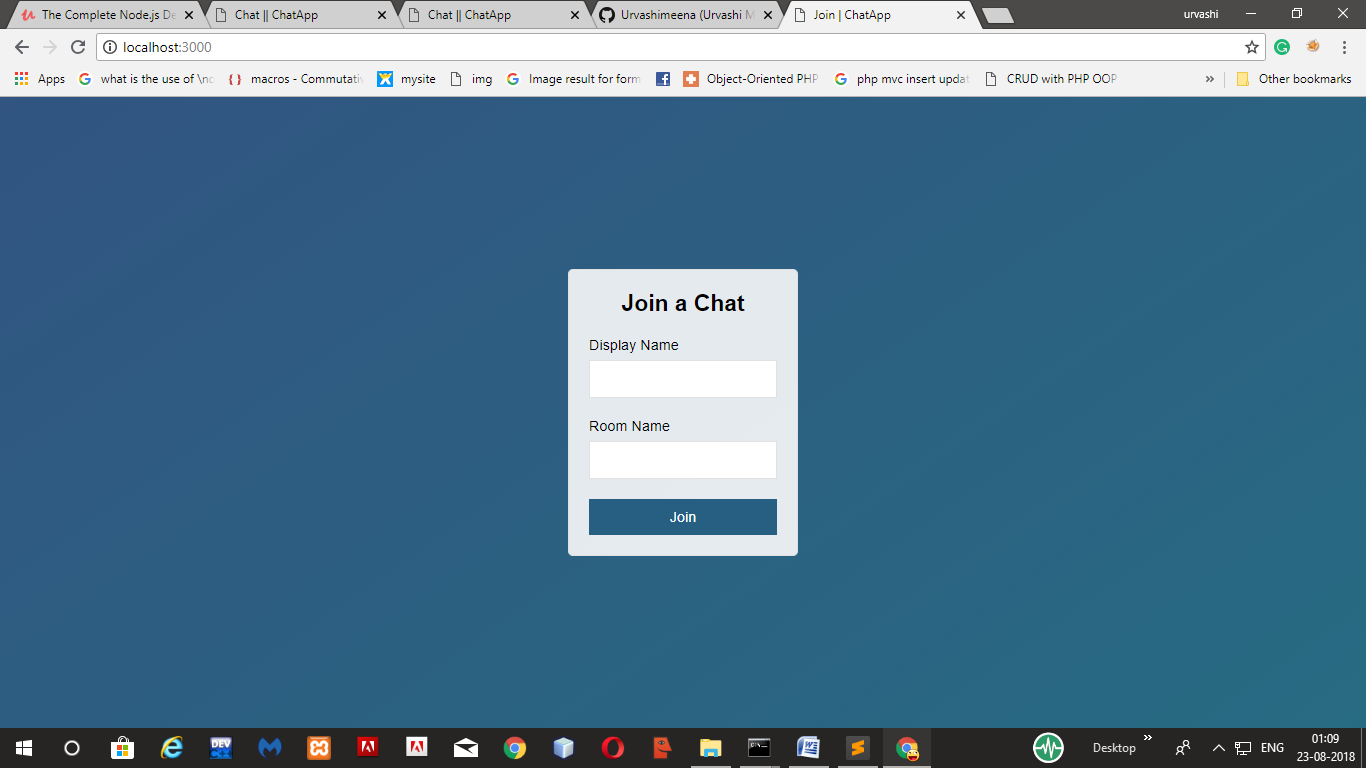 The Complete Node.js De
Chat || ChatApp
Chat || ChatApp
Urvashimeena (Urvashi M
Join | ChatApp
urvashi
localhost:3000
Apps
what is the use of \nc
macros - Commutativ
mysite
img
Image result for form
Object-Oriented PHP
php mvc insert updat
CRUD with PHP OOP
»
Other bookmarks
Join a Chat
Display Name
Room Name
Join
DEV
C++
Desktop
»
ENG
01:09
23-08-2018